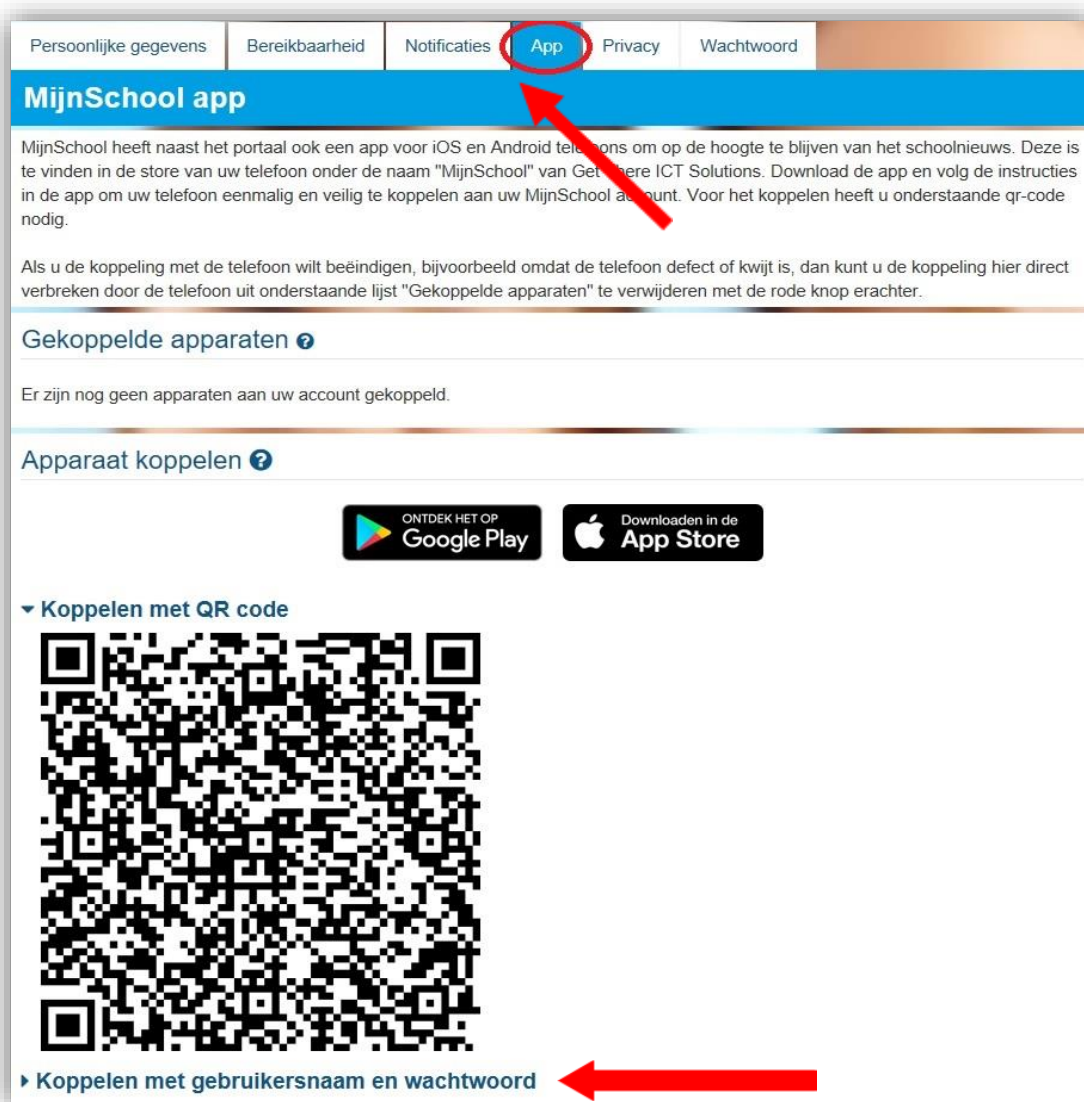 Persoonlijke gegevens Bereikbaarheid Notificaties App Privacy Wachtwoord
MijnSchool app
MijnSchool heeft naast het portaal ook een app voor iOS en Android telefoons om op de hoogte te blijven van het schoolnieuws. Deze is
te vinden in de store van uw telefoon onder de naam "MijnSchool" van Get There ICT Solutions. Download de app en volg de instructies
in de app om uw telefoon eenmalig en veilig te koppelen aan uw MijnSchool account. Voor het koppelen heeft u onderstaande qr-code
nodig.
Als u de koppeling met de telefoon wilt beëindigen, bijvoorbeeld omdat de telefoon defect of kwijt is, dan kunt u de koppeling hier direct
verbreken door de telefoon uit onderstaande lijst "Gekoppelde apparaten" te verwijderen met de rode knop erachter.
Gekoppelde apparaten ?
Er zijn nog geen apparaten aan uw account gekoppeld.
Apparaat koppelen ?
ONTDEK HET OP
Google Play
Downloaden in de
App Store
Koppelen met QR code
Koppelen met gebruikersnaam en wachtwoord